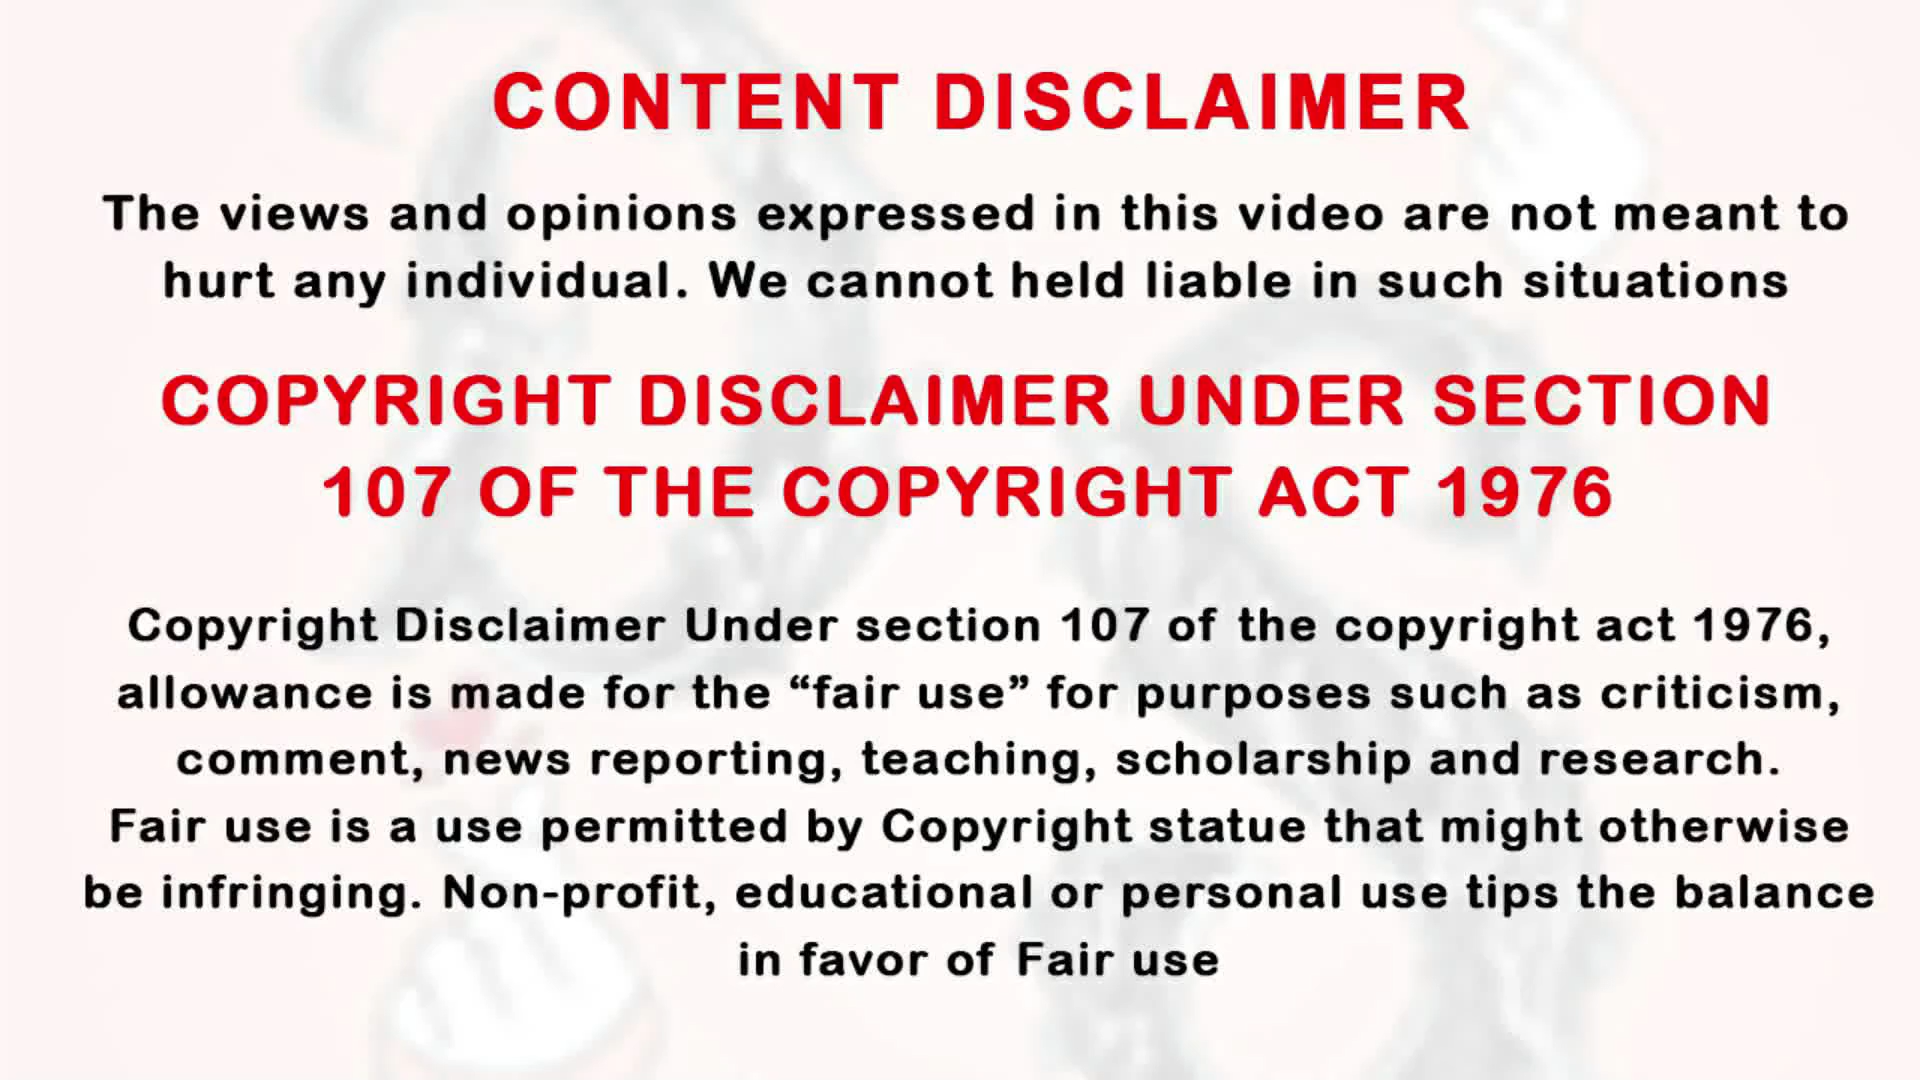 CONTENT DISCLAIMER
The views and opinions expressed in this video are not meant to
hurt any individual. We cannot held liable in such situations
COPYRIGHT DISCLAIMER UNDER SECTION
107 OF THE COPYRIGHT ACT 1976
Copyright Disclaimer Under section 107 of the copyright act 1976,
allowance is made for the “fair use” for purposes such as criticism,
comment, news reporting, teaching, scholarship and research.
Fair use is a use permitted by Copyright statue that might otherwise
be infringing. Non-profit, educational or personal use tips the balance
in favor of Fair use